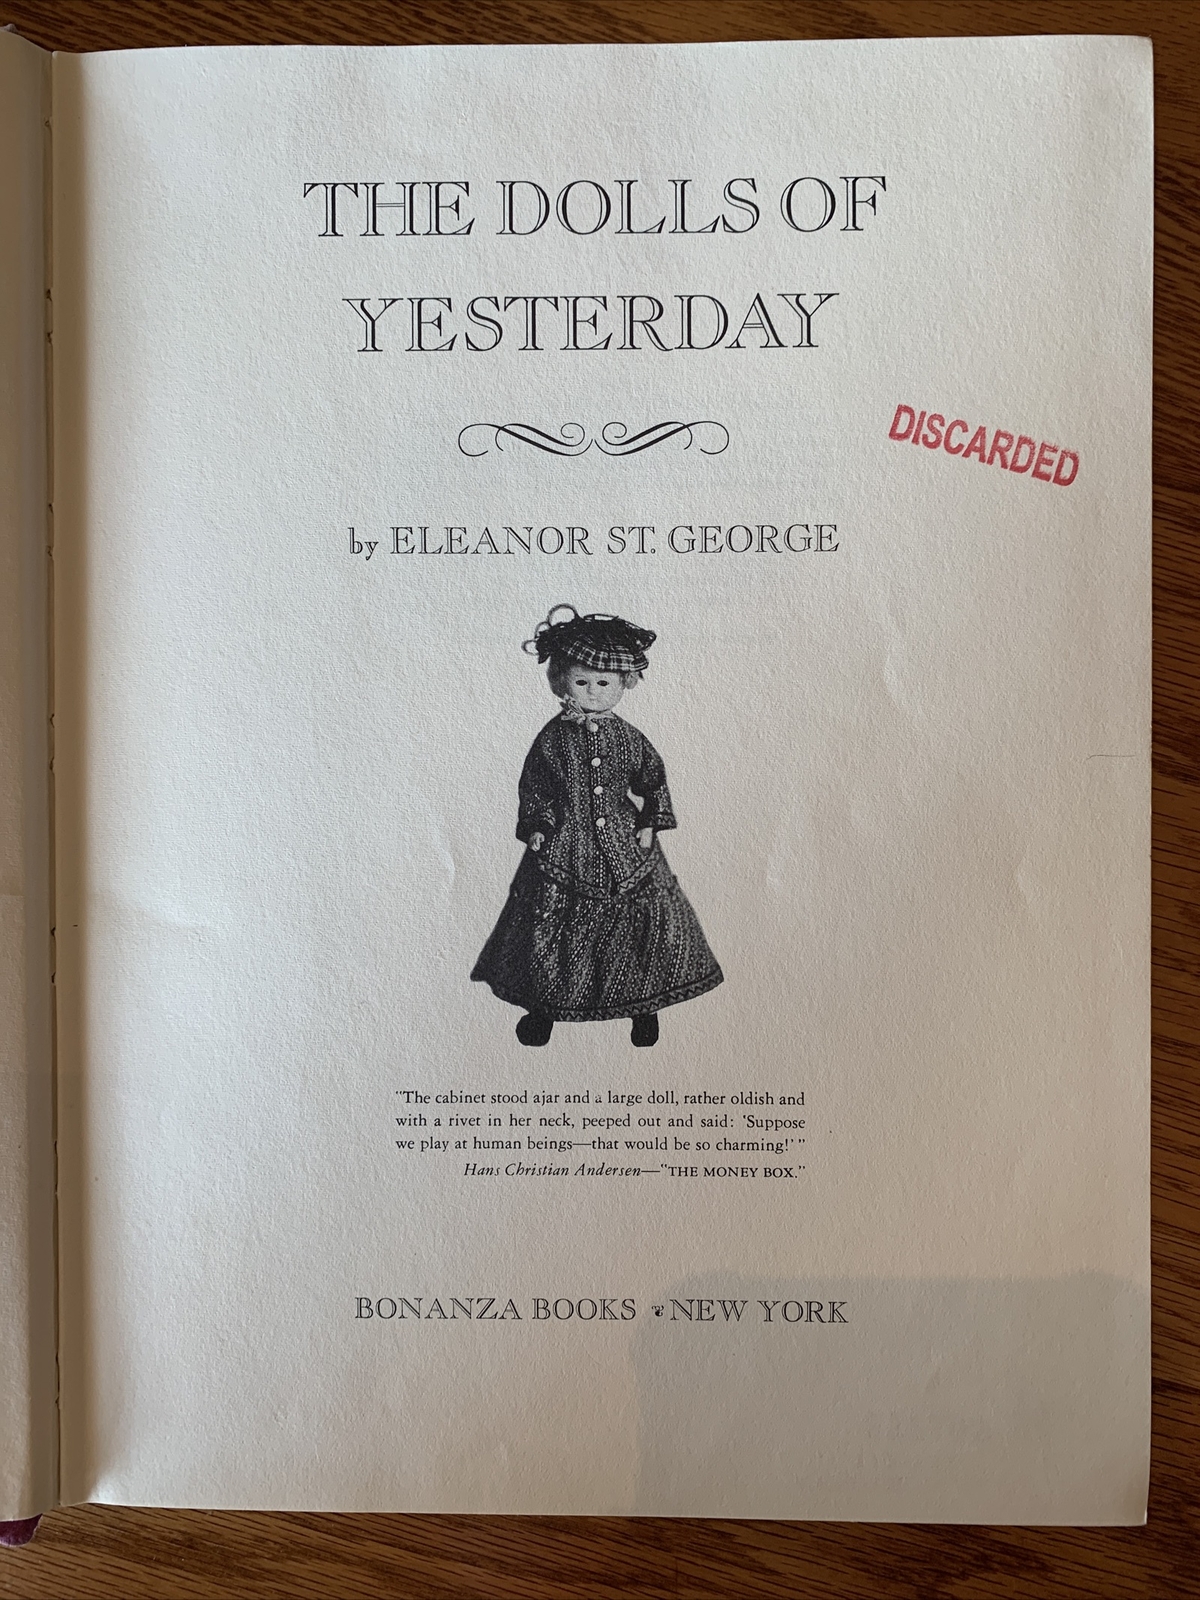 THE DOLLS OF
YESTERDAY
DISCARDED
by ELEANOR ST. GEORGE
"The cabinet stood ajar and a large doll, rather oldish and
with a rivet in her neck, peeped out and said: 'Suppose
we play at human beings—that would be so charming!' "
Hans Christian Andersen—"THE MONEY BOX."
BONANZA BOOKS ❦ NEW YORK